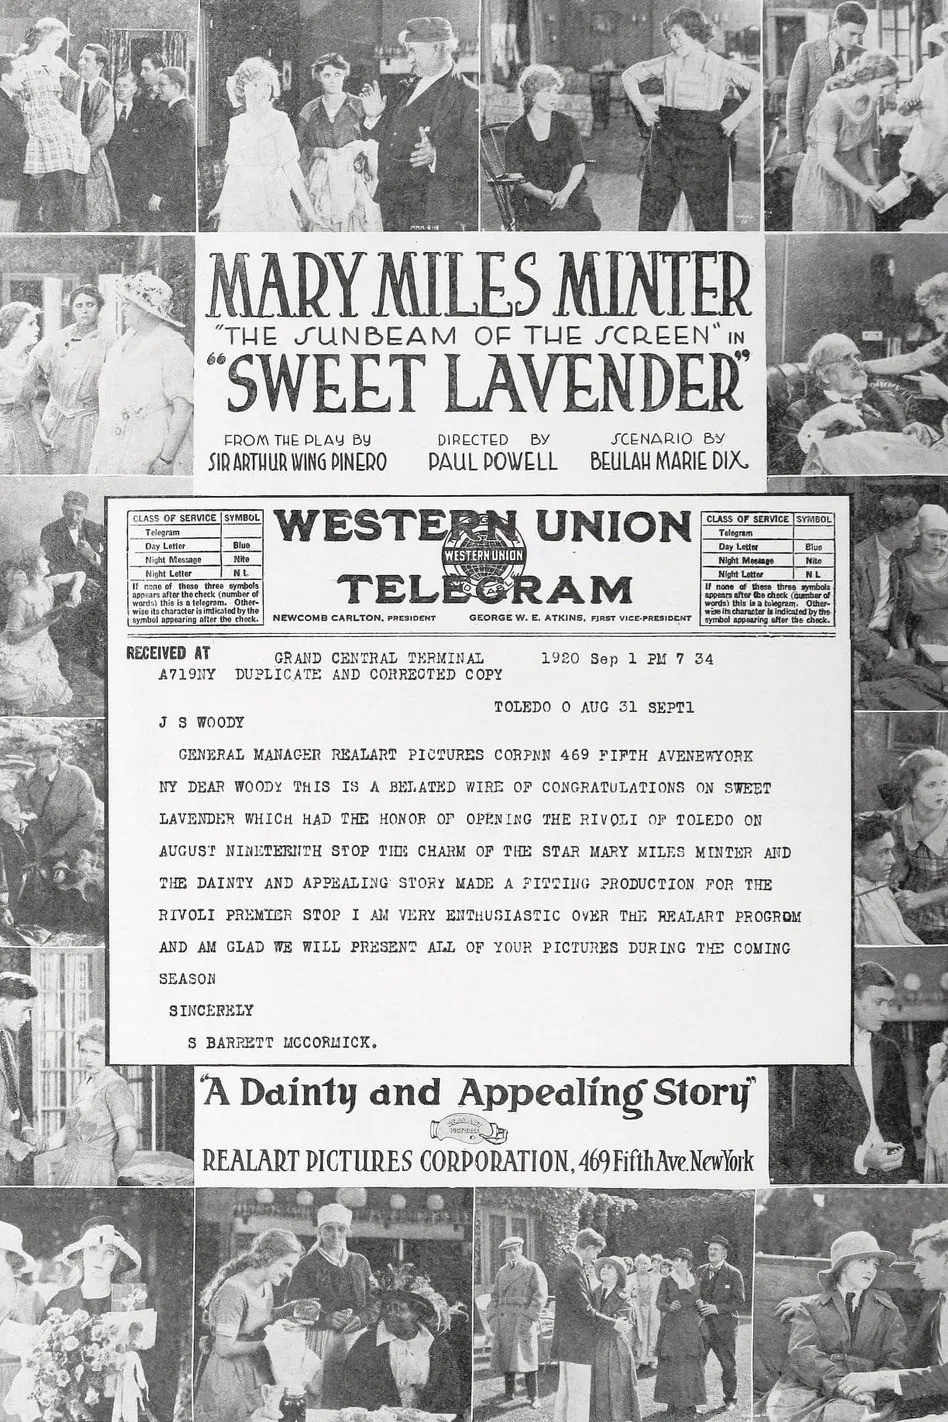 MARY MILES MINTER
"THE SUNBEAM OF THE SCREEN" IN
"SWEET LAVENDER"
FROM THE PLAY BY
SIR ARTHUR WING PINERO
DIRECTED BY
PAUL POWELL
SCENARIO BY
BEULAH MARIE DIX
CLASS OF SERVICE SYMBOL
Telegram
Day Letter Blue
Night Message Nite
Night Letter N L
If none of these three symbols
appears after the check (number of
words) this is a telegram. Other-
wise its character is indicated by the
symbol appearing after the check.
WESTERN UNION
WESTERN UNION
TELEGRAM
NEWCOMB CARLTON, PRESIDENT GEORGE W. E. ATKINS, FIRST VICE-PRESIDENT
CLASS OF SERVICE SYMBOL
Telegram
Day Letter Blue
Night Message Nite
Night Letter N L
If none of these three symbols
appears after the check (number of
words) this is a telegram. Other-
wise its character is indicated by the
symbol appearing after the check.
RECEIVED AT GRAND CENTRAL TERMINAL 1920 Sep 1 PM 7 34
A719NY DUPLICATE AND CORRECTED COPY
TOLEDO O AUG 31 SEPT1
J S WOODY
GENERAL MANAGER REALART PICTURES CORPNN 469 FIFTH AVENEWYORK
NY DEAR WOODY THIS IS A BELATED WIRE OF CONGRATULATIONS ON SWEET
LAVENDER WHICH HAD THE HONOR OF OPENING THE RIVOLI OF TOLEDO ON
AUGUST NINETEENTH STOP THE CHARM OF THE STAR MARY MILES MINTER AND
THE DAINTY AND APPEALING STORY MADE A FITTING PRODUCTION FOR THE
RIVOLI PREMIER STOP I AM VERY ENTHUSIASTIC OVER THE REALART PROGROM
AND AM GLAD WE WILL PRESENT ALL OF YOUR PICTURES DURING THE COMING
SEASON
SINCERELY
S BARRETT MCCORMICK.
"A Dainty and Appealing Story"
REALART
PICTURES
REALART PICTURES CORPORATION, 469 Fifth Ave. New York